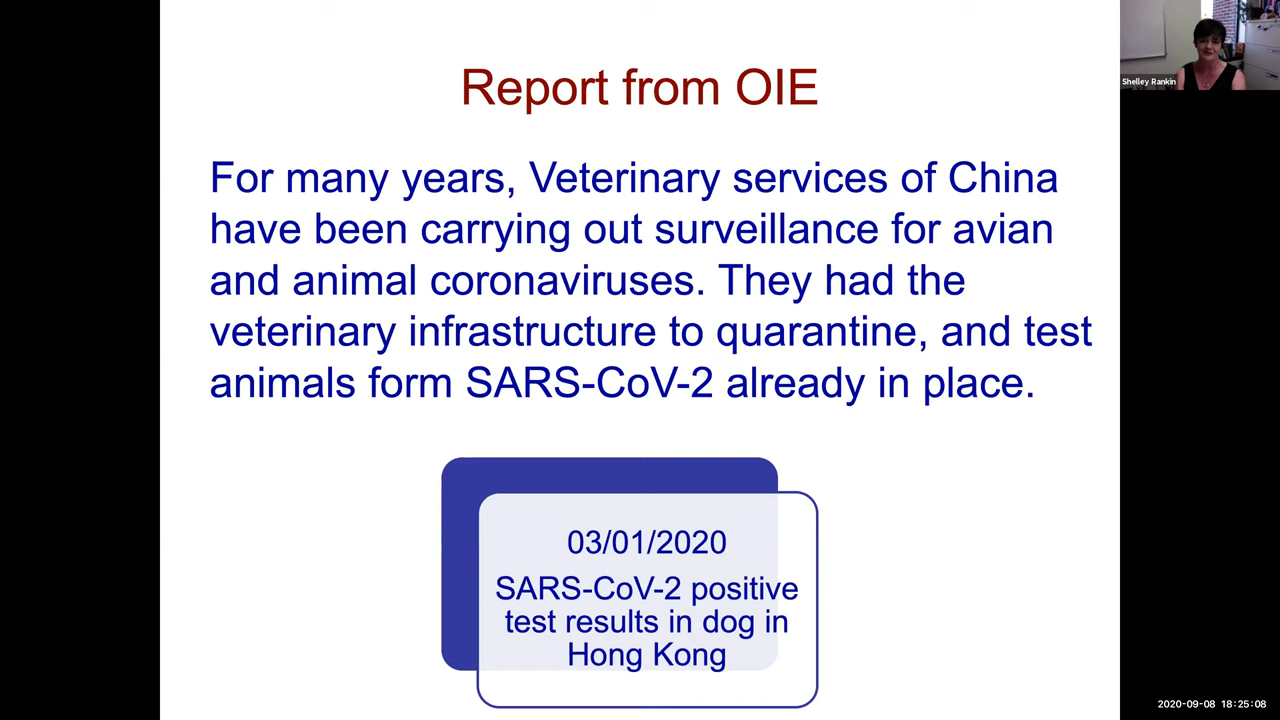 Report from OIE
Shelley Rankin
For many years, Veterinary services of China
have been carrying out surveillance for avian
and animal coronaviruses. They had the
veterinary infrastructure to quarantine, and test
animals form SARS-CoV-2 already in place.
03/01/2020
SARS-CoV-2 positive
test results in dog in
Hong Kong
2020-09-08 18:25:08